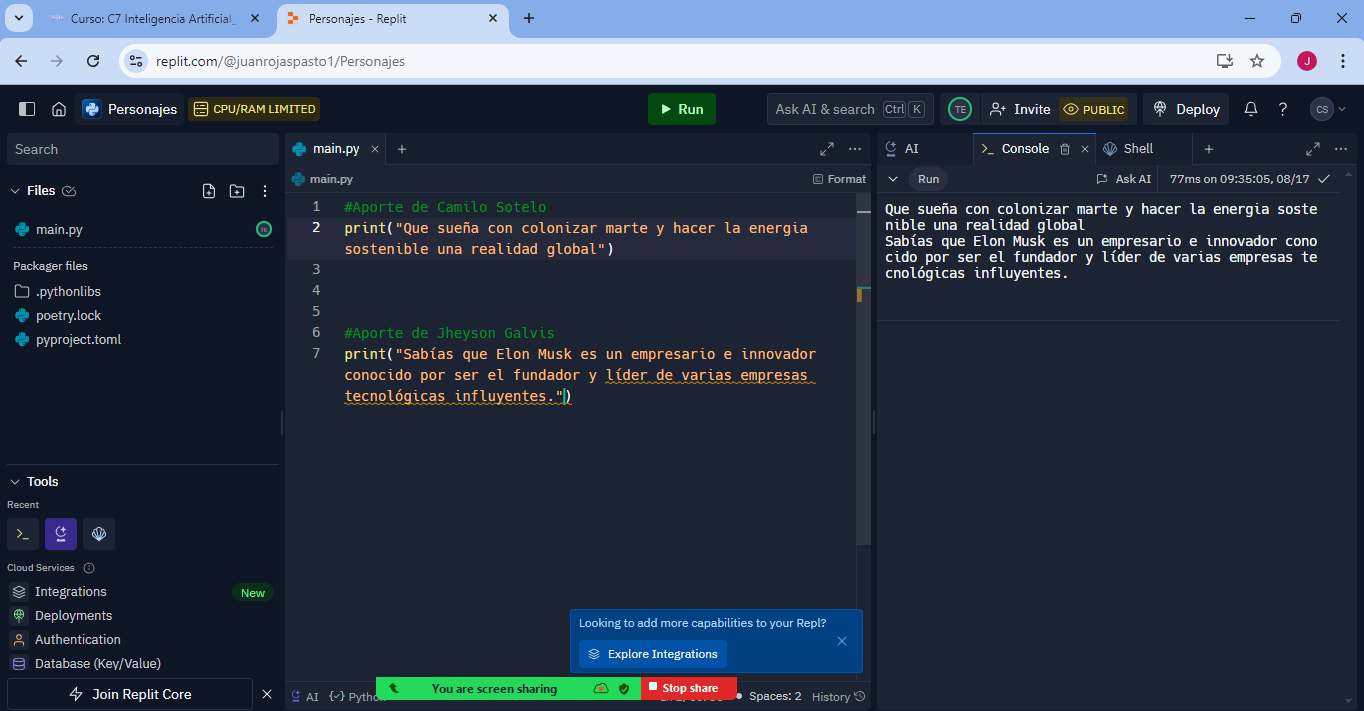 Curso: C7 Inteligencia Artificial_
Personajes - Replit
replit.com/@juanrojaspasto1/Personajes
J
Personajes
CPU/RAM LIMITED
Run
Ask AI & search Ctrl K
TE
Invite
PUBLIC
Deploy
CS
Search
Files
main.py
TE
Packager files
.pythonlibs
poetry.lock
pyproject.toml
Tools
Recent
Cloud Services
Integrations New
Deployments
Authentication
Database (Key/Value)
Join Replit Core
main.py
main.py
Format
1 #Aporte de Camilo Sotelo
2 print("Que sueña con colonizar marte y hacer la energia
sostenible una realidad global")
3
4
5
6 #Aporte de Jheyson Galvis
7 print("Sabías que Elon Musk es un empresario e innovador
conocido por ser el fundador y líder de varias empresas
tecnológicas influyentes.")
Looking to add more capabilities to your Repl?
Explore Integrations
AI
Pytho
You are screen sharing
Stop share
Spaces: 2
History
AI
Console
Shell
Run
Ask AI
77ms on 09:35:05, 08/17
Que sueña con colonizar marte y hacer la energia soste
nible una realidad global
Sabías que Elon Musk es un empresario e innovador cono
cido por ser el fundador y líder de varias empresas te
cnológicas influyentes.